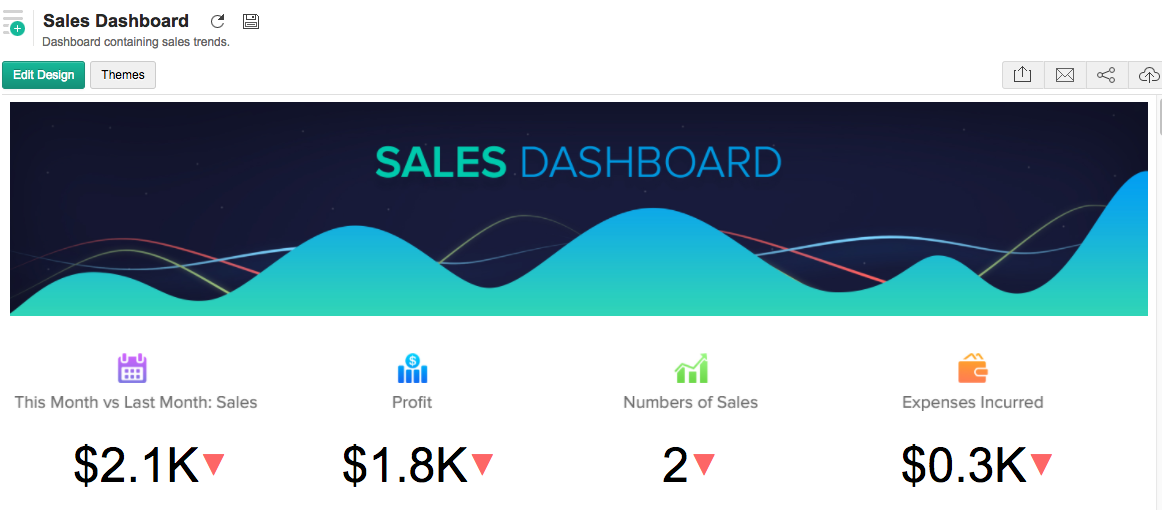 Sales Dashboard
Dashboard containing sales trends.
Edit Design Themes
SALES DASHBOARD
This Month vs Last Month: Sales Profit Numbers of Sales Expenses Incurred
$2.1K $1.8K 2 $0.3K